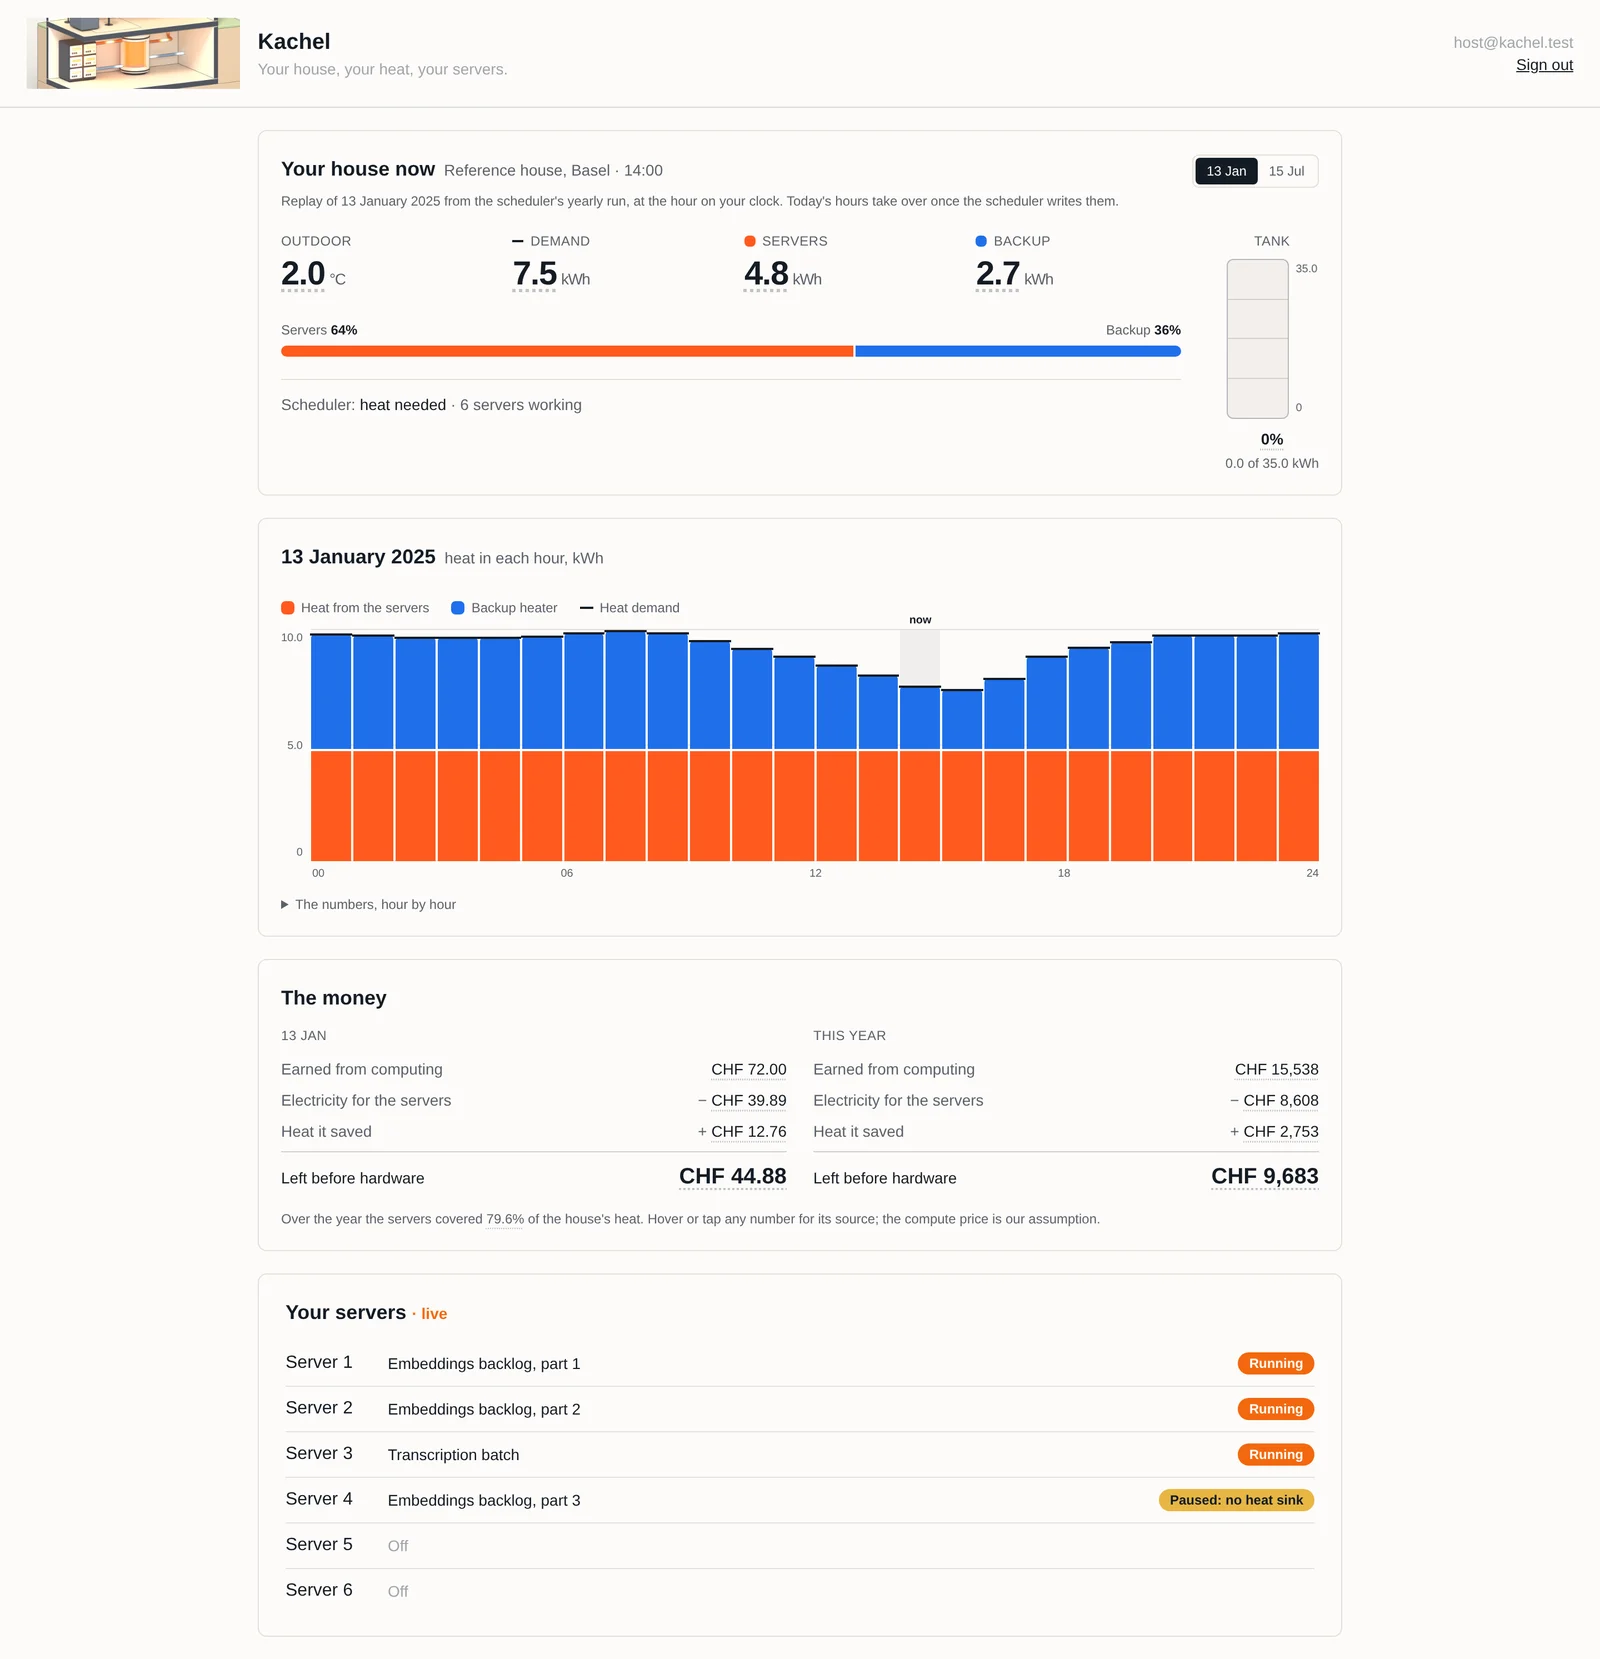 Kachel
Your house, your heat, your servers.
host@kachel.test
Sign out
Your house now Reference house, Basel · 14:00
13 Jan 15 Jul
Replay of 13 January 2025 from the scheduler's yearly run, at the hour on your clock. Today's hours take over once the scheduler writes them.
OUTDOOR
2.0 °C
DEMAND
7.5 kWh
SERVERS
4.8 kWh
BACKUP
2.7 kWh
Servers 64%
Backup 36%
Scheduler: heat needed · 6 servers working
TANK
35.0
0
0%
0.0 of 35.0 kWh
13 January 2025 heat in each hour, kWh
Heat from the servers Backup heater Heat demand
now
10.0
5.0
0
00 06 12 18 24
▶ The numbers, hour by hour
The money
13 JAN
Earned from computing CHF 72.00
Electricity for the servers − CHF 39.89
Heat it saved + CHF 12.76
Left before hardware CHF 44.88
THIS YEAR
Earned from computing CHF 15,538
Electricity for the servers − CHF 8,608
Heat it saved + CHF 2,753
Left before hardware CHF 9,683
Over the year the servers covered 79.6% of the house's heat. Hover or tap any number for its source; the compute price is our assumption.
Your servers · live
Server 1 Embeddings backlog, part 1 Running
Server 2 Embeddings backlog, part 2 Running
Server 3 Transcription batch Running
Server 4 Embeddings backlog, part 3 Paused: no heat sink
Server 5 Off
Server 6 Off